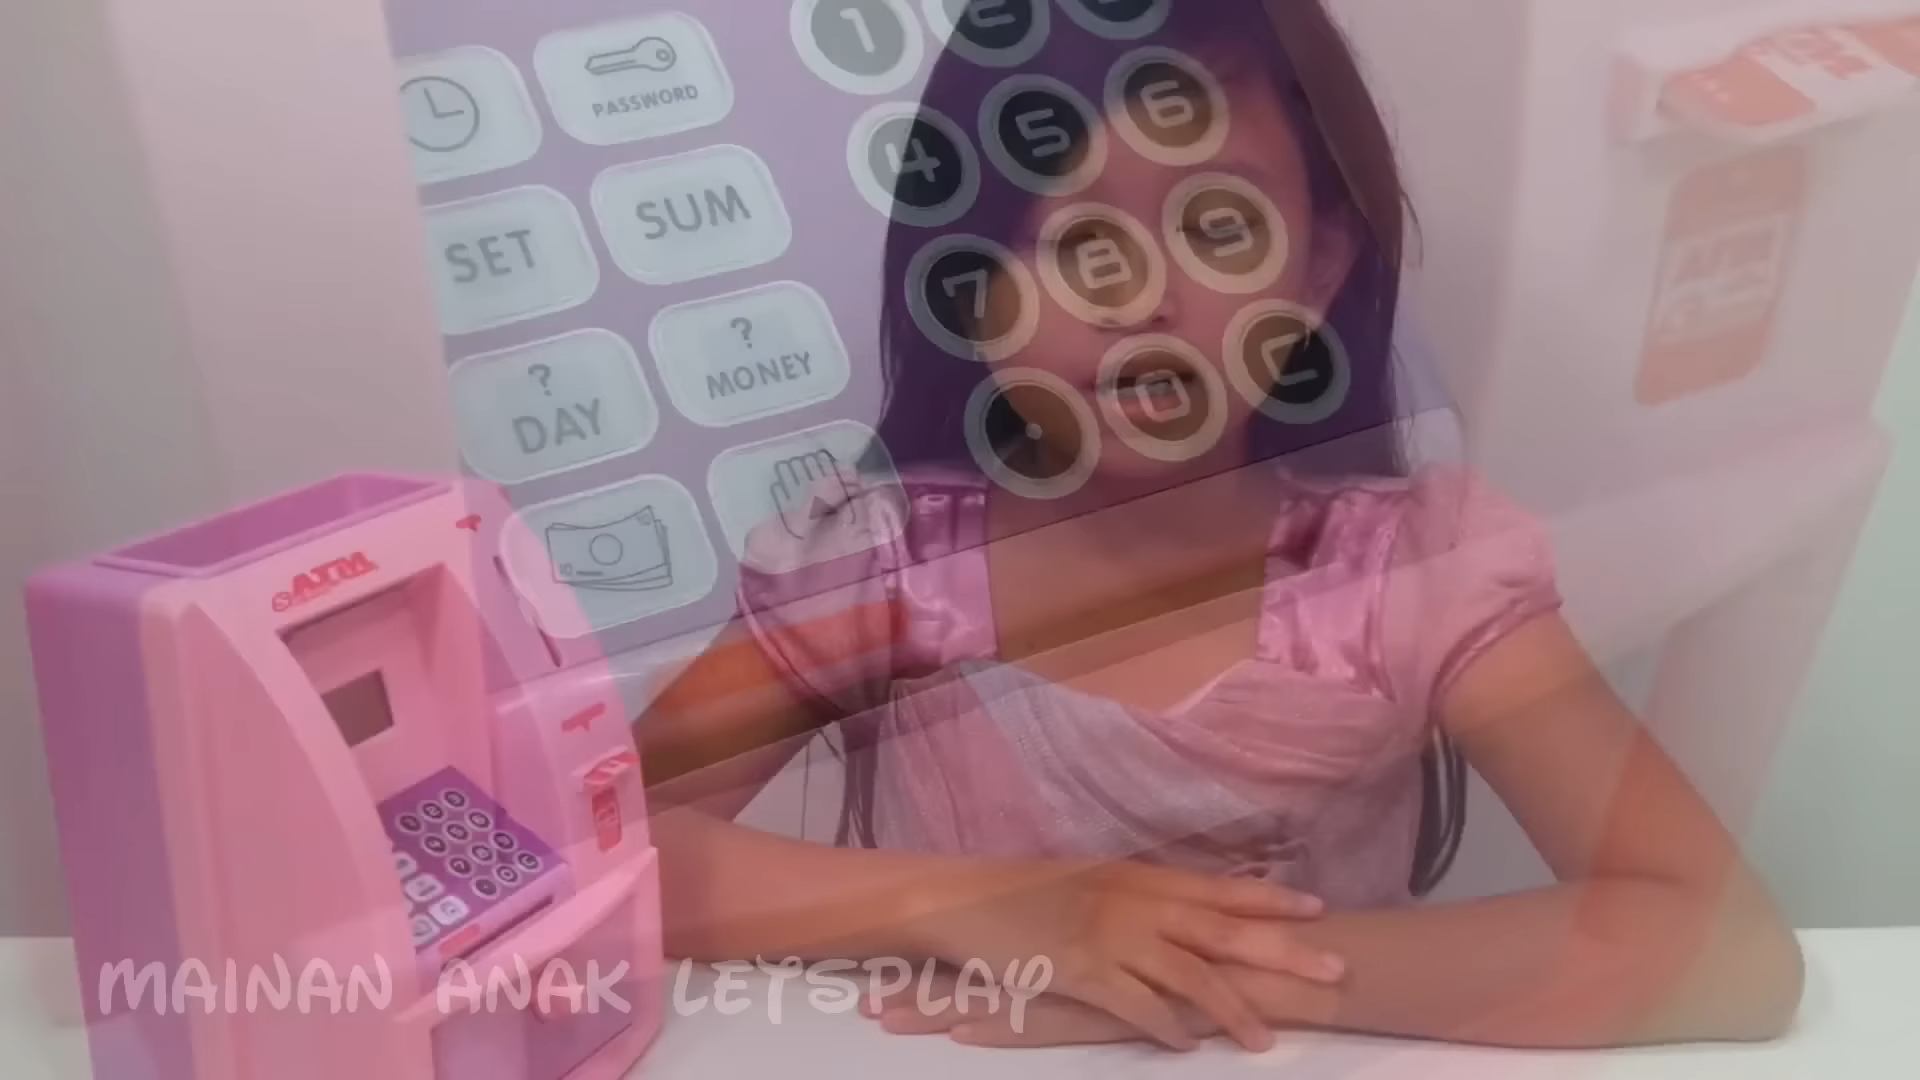 PASSWORD
1
4 5 6
SET SUM
7 8 9
? DAY
? MONEY
. 0 C
ATM
MAINAN ANAK LETSPLAY